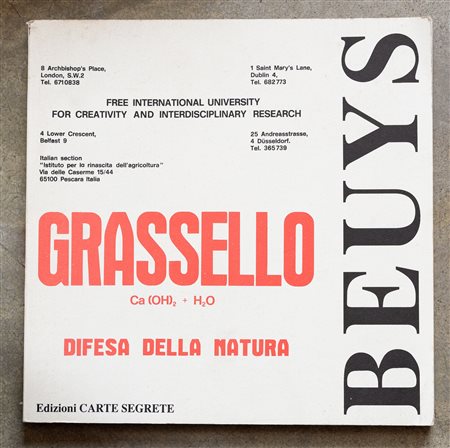 8 Archbishop's Place,
London, S.W.2
Tel. 6710838
1 Saint Mary's Lane,
Dublin 4,
Tel. 682773
FREE INTERNATIONAL UNIVERSITY
FOR CREATIVITY AND INTERDISCIPLINARY RESEARCH
4 Lower Crescent,
Belfast 9
25 Andreasstrasse,
4 Düsseldorf.
Tel. 365739
Italian section
"Istituto per lo rinascita dell'agricoltura"
Via delle Caserme 15/44
65100 Pescara Italia
GRASSELLO
Ca (OH)₂ + H₂O
DIFESA DELLA NATURA
Edizioni CARTE SEGRETE
BEUYS